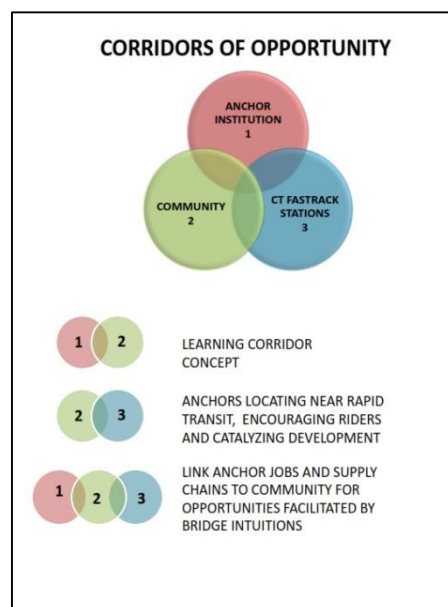 CORRIDORS OF OPPORTUNITY
ANCHOR
INSTITUTION
1
COMMUNITY
2
CT FASTRACK
STATIONS
3
1 2
LEARNING CORRIDOR
CONCEPT
2 3
ANCHORS LOCATING NEAR RAPID
TRANSIT, ENCOURAGING RIDERS
AND CATALYZING DEVELOPMENT
1 2 3
LINK ANCHOR JOBS AND SUPPLY
CHAINS TO COMMUNITY FOR
OPPORTUNITIES FACILITATED BY
BRIDGE INTUITIONS